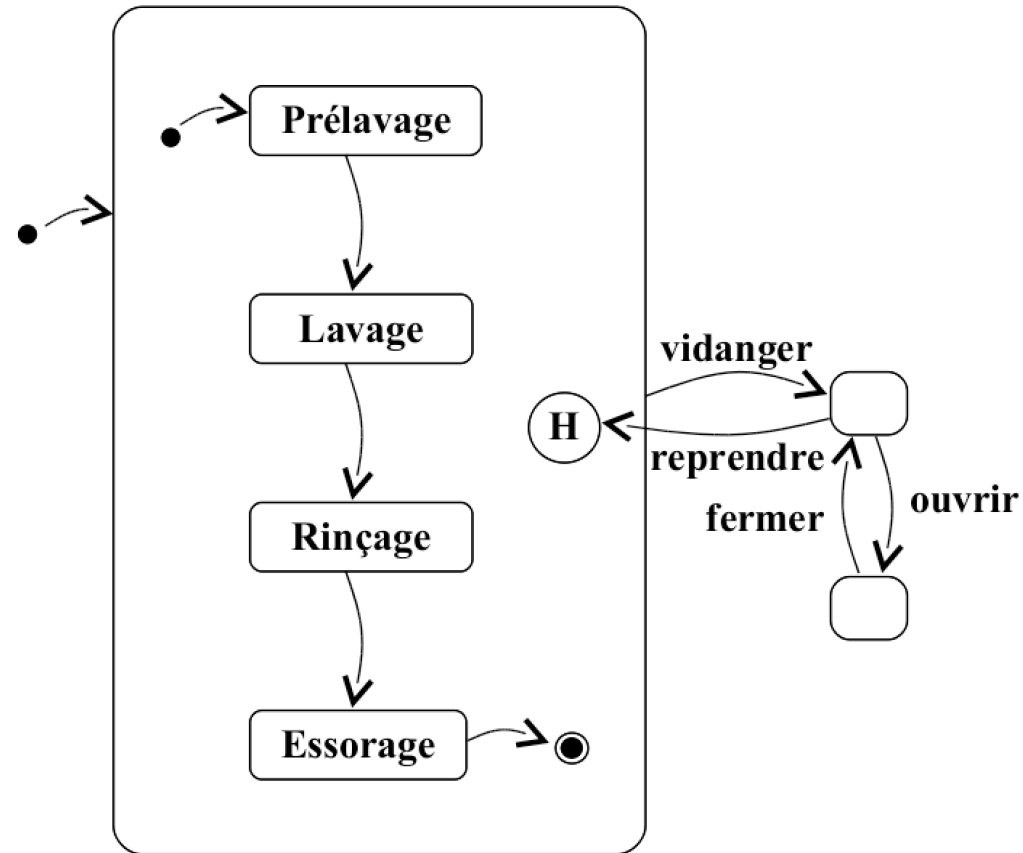 Prélavage
Lavage
vidanger
H
reprendre
fermer
ouvrir
Rinçage
Essorage